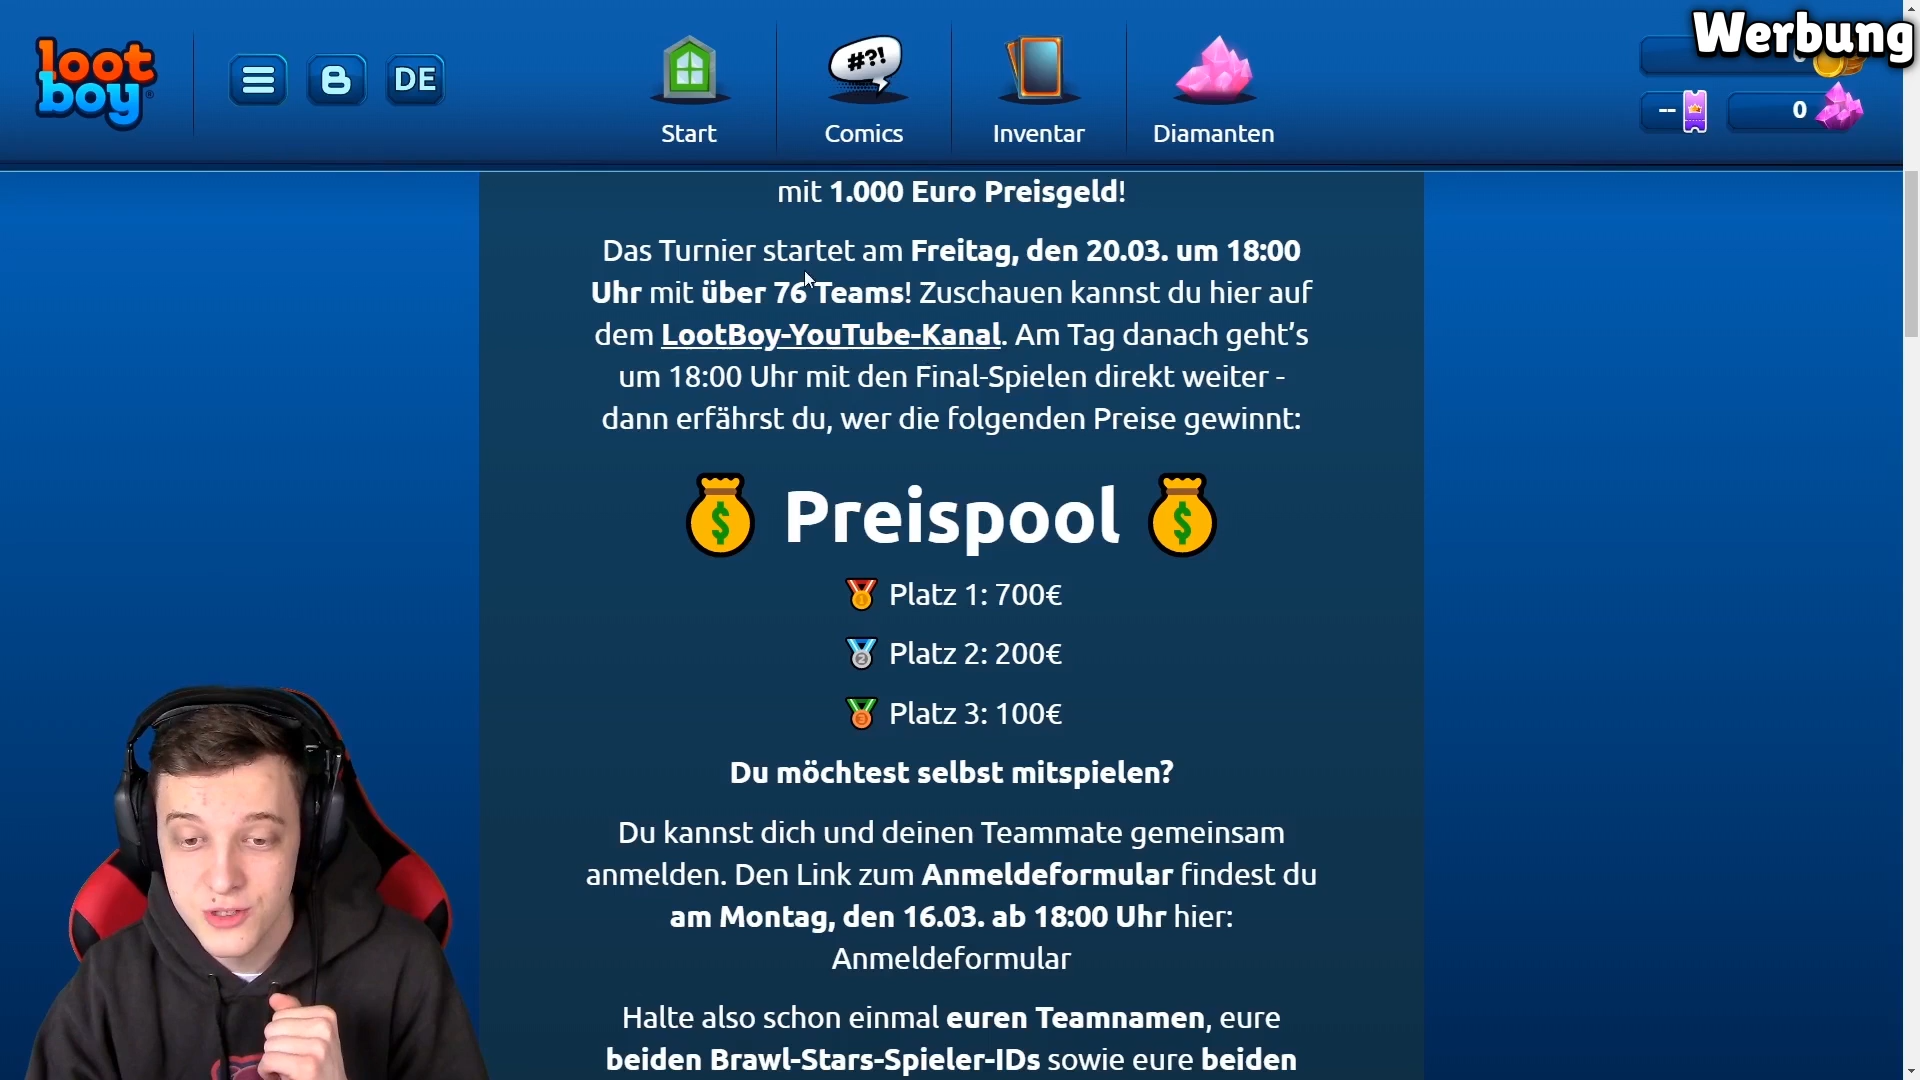 Werbung
loot
boy
B
DE
#?!
Start
Comics
Inventar
Diamanten
--
0
mit 1.000 Euro Preisgeld!
Das Turnier startet am Freitag, den 20.03. um 18:00
Uhr mit über 76 Teams! Zuschauen kannst du hier auf
dem LootBoy-YouTube-Kanal. Am Tag danach geht’s
um 18:00 Uhr mit den Final-Spielen direkt weiter -
dann erfährst du, wer die folgenden Preise gewinnt:
$ Preispool $
1 Platz 1: 700€
2 Platz 2: 200€
3 Platz 3: 100€
Du möchtest selbst mitspielen?
Du kannst dich und deinen Teammate gemeinsam
anmelden. Den Link zum Anmeldeformular findest du
am Montag, den 16.03. ab 18:00 Uhr hier:
Anmeldeformular
Halte also schon einmal euren Teamnamen, eure
beiden Brawl-Stars-Spieler-IDs sowie eure beiden